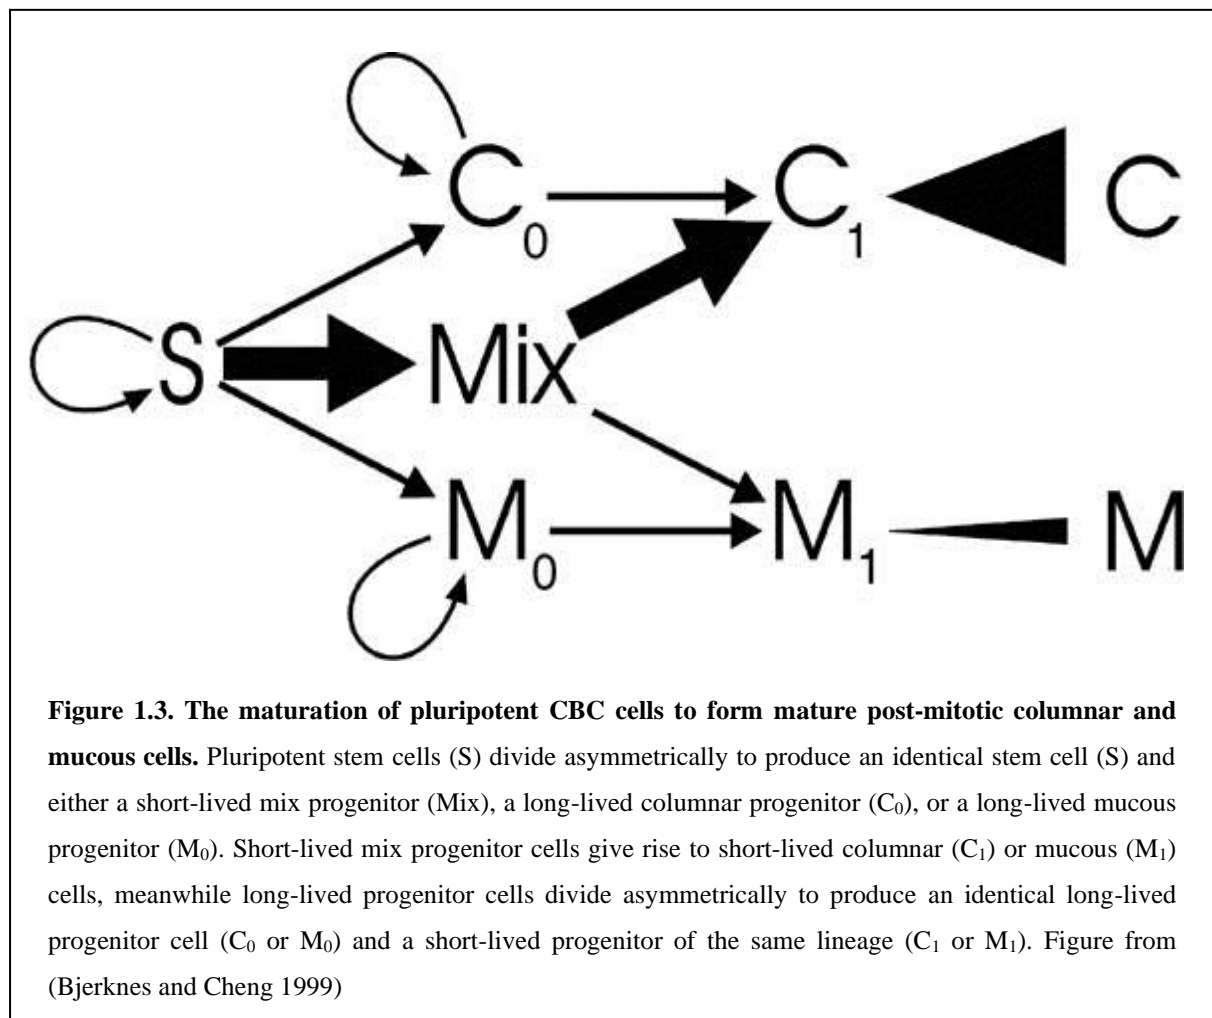 C0 C1 C
S Mix
M0 M1 M
Figure 1.3. The maturation of pluripotent CBC cells to form mature post-mitotic columnar and
mucous cells. Pluripotent stem cells (S) divide asymmetrically to produce an identical stem cell (S) and
either a short-lived mix progenitor (Mix), a long-lived columnar progenitor (C0), or a long-lived mucous
progenitor (M0). Short-lived mix progenitor cells give rise to short-lived columnar (C1) or mucous (M1)
cells, meanwhile long-lived progenitor cells divide asymmetrically to produce an identical long-lived
progenitor cell (C0 or M0) and a short-lived progenitor of the same lineage (C1 or M1). Figure from
(Bjerknes and Cheng 1999)